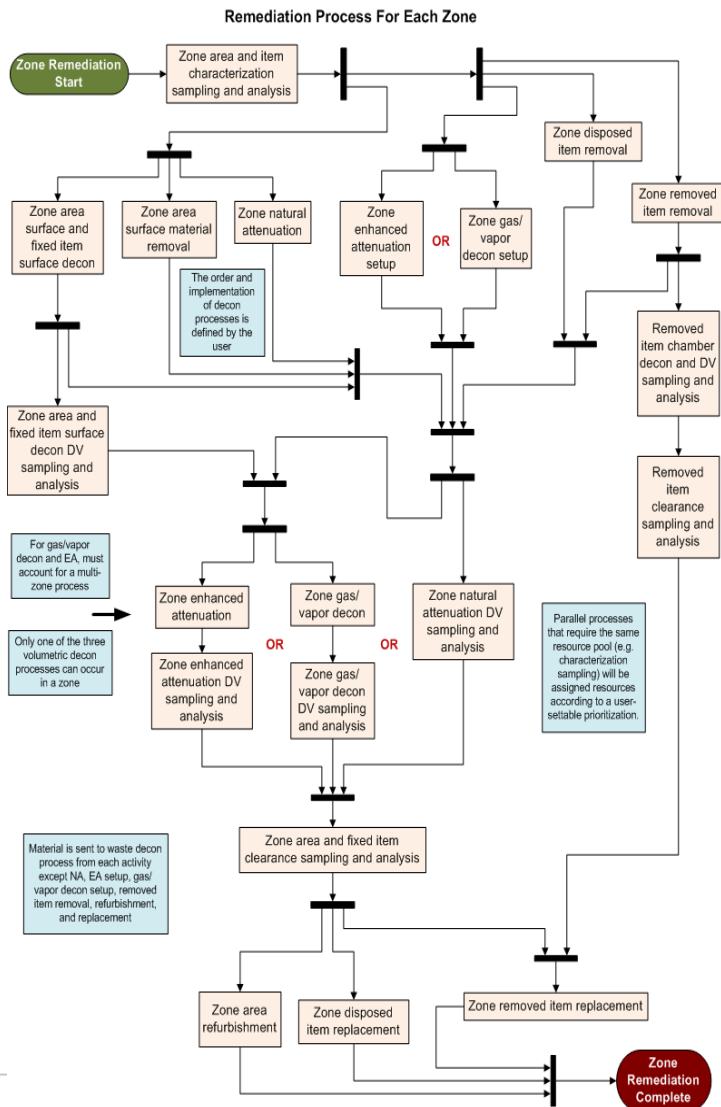 Remediation Process For Each Zone
Zone Remediation
Start
Zone area and item
characterization
sampling and analysis
Zone disposed
item removal
Zone removed
item removal
Zone area
surface and
fixed item
surface decon
Zone area
surface material
removal
Zone natural
attenuation
Zone
enhanced
attenuation
setup
OR
Zone gas/
vapor
decon setup
The order and
implementation
of decon
processes is
defined by the
user
Removed
item chamber
decon and DV
sampling and
analysis
Zone area and
fixed item surface
decon DV
sampling and
analysis
Removed
item
clearance
sampling and
analysis
For gas/vapor
decon and EA, must
account for a multi-
zone process
Only one of the three
volumetric decon
processes can occur
in a zone
Zone enhanced
attenuation
Zone gas/
vapor decon
Zone natural
attenuation DV
sampling and
analysis
OR
OR
Zone enhanced
attenuation DV
sampling and
analysis
Zone gas/
vapor decon
DV sampling
and analysis
Parallel processes
that require the same
resource pool (e.g.
characterization
sampling) will be
assigned resources
according to a user-
settable prioritization.
Zone area and fixed item
clearance sampling and analysis
Material is sent to waste decon
process from each activity
except NA, EA setup, gas/
vapor decon setup, removed
item removal, refurbishment,
and replacement
Zone area
refurbishment
Zone disposed
item replacement
Zone removed item replacement
Zone
Remediation
Complete